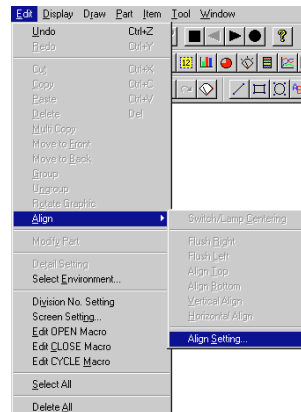 Edit Display Draw Part Item Tool Window
Undo Ctrl+Z
Redo Ctrl+Y
Cut Ctrl+X
Copy Ctrl+C
Paste Ctrl+V
Delete Del
Multi Copy
Move to Front
Move to Back
Group
Ungroup
Rotate Graphic
Align
Switch/Lamp Centering
Flush Right
Flush Left
Align Top
Align Bottom
Vertical Align
Horizontal Align
Align Setting...
Modify Part
Detail Setting
Select Environment...
Division No. Setting
Screen Setting...
Edit OPEN Macro
Edit CLOSE Macro
Edit CYCLE Macro
Select All
Delete All
12